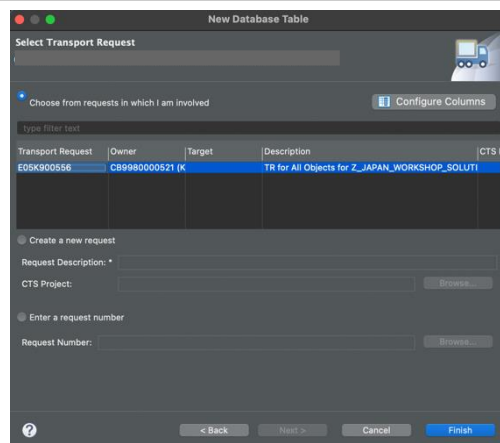 New Database Table
Select Transport Request
Choose from requests in which I am involved
Configure Columns
type filter text
Transport Request Owner Target Description CTS
E05K900556 CB9980000521 (K TR for All Objects for Z_JAPAN_WORKSHOP_SOLUTI
Create a new request
Request Description: *
CTS Project: Browse...
Enter a request number
Request Number: Browse...
? < Back Next > Cancel Finish